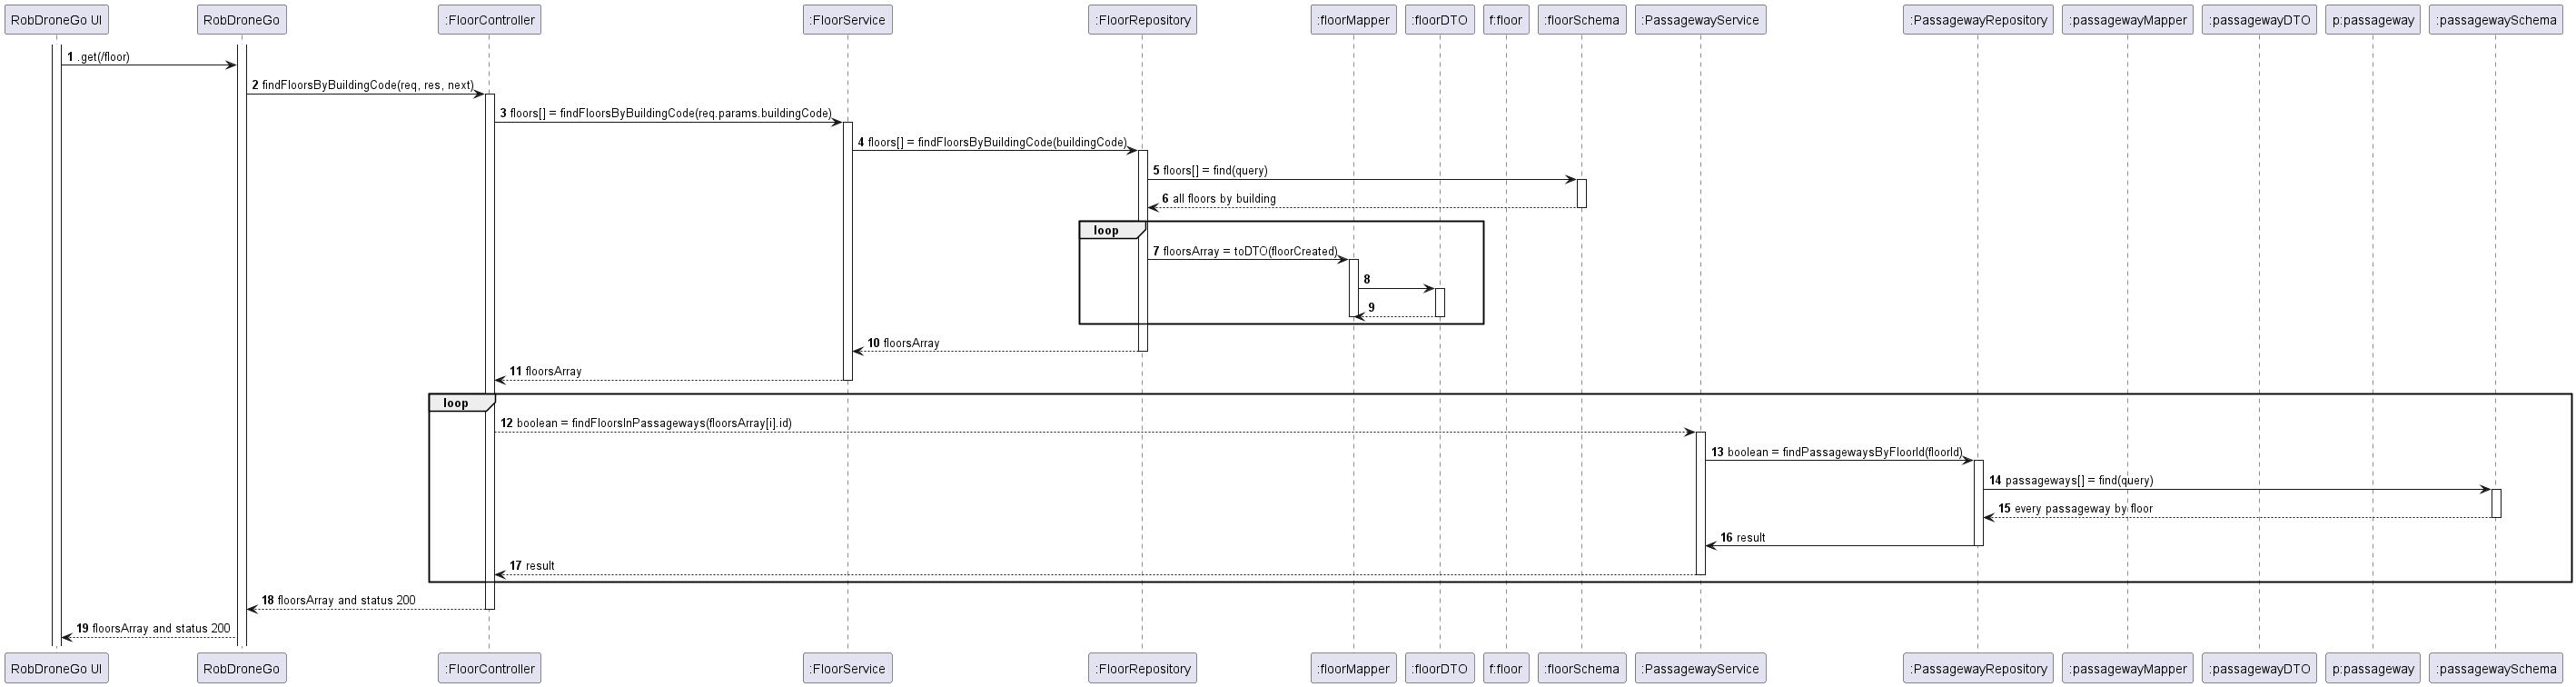 RobDroneGo UI
RobDroneGo
:FloorController
:FloorService
:FloorRepository
:floorMapper
:floorDTO
f:floor
:floorSchema
:PassagewayService
:PassagewayRepository
:passagewayMapper
:passagewayDTO
p:passageway
:passagewaySchema
1 .get(/floor)
2 findFloorsByBuildingCode(req, res, next)
3 floors[] = findFloorsByBuildingCode(req.params.buildingCode)
4 floors[] = findFloorsByBuildingCode(buildingCode)
5 floors[] = find(query)
6 all floors by building
loop
7 floorsArray = toDTO(floorCreated)
8
9
10 floorsArray
11 floorsArray
loop
12 boolean = findFloorsInPassageways(floorsArray[i].id)
13 boolean = findPassagewaysByFloorId(floorId)
14 passageways[] = find(query)
15 every passageway by floor
16 result
17 result
18 floorsArray and status 200
19 floorsArray and status 200
RobDroneGo UI
RobDroneGo
:FloorController
:FloorService
:FloorRepository
:floorMapper
:floorDTO
f:floor
:floorSchema
:PassagewayService
:PassagewayRepository
:passagewayMapper
:passagewayDTO
p:passageway
:passagewaySchema